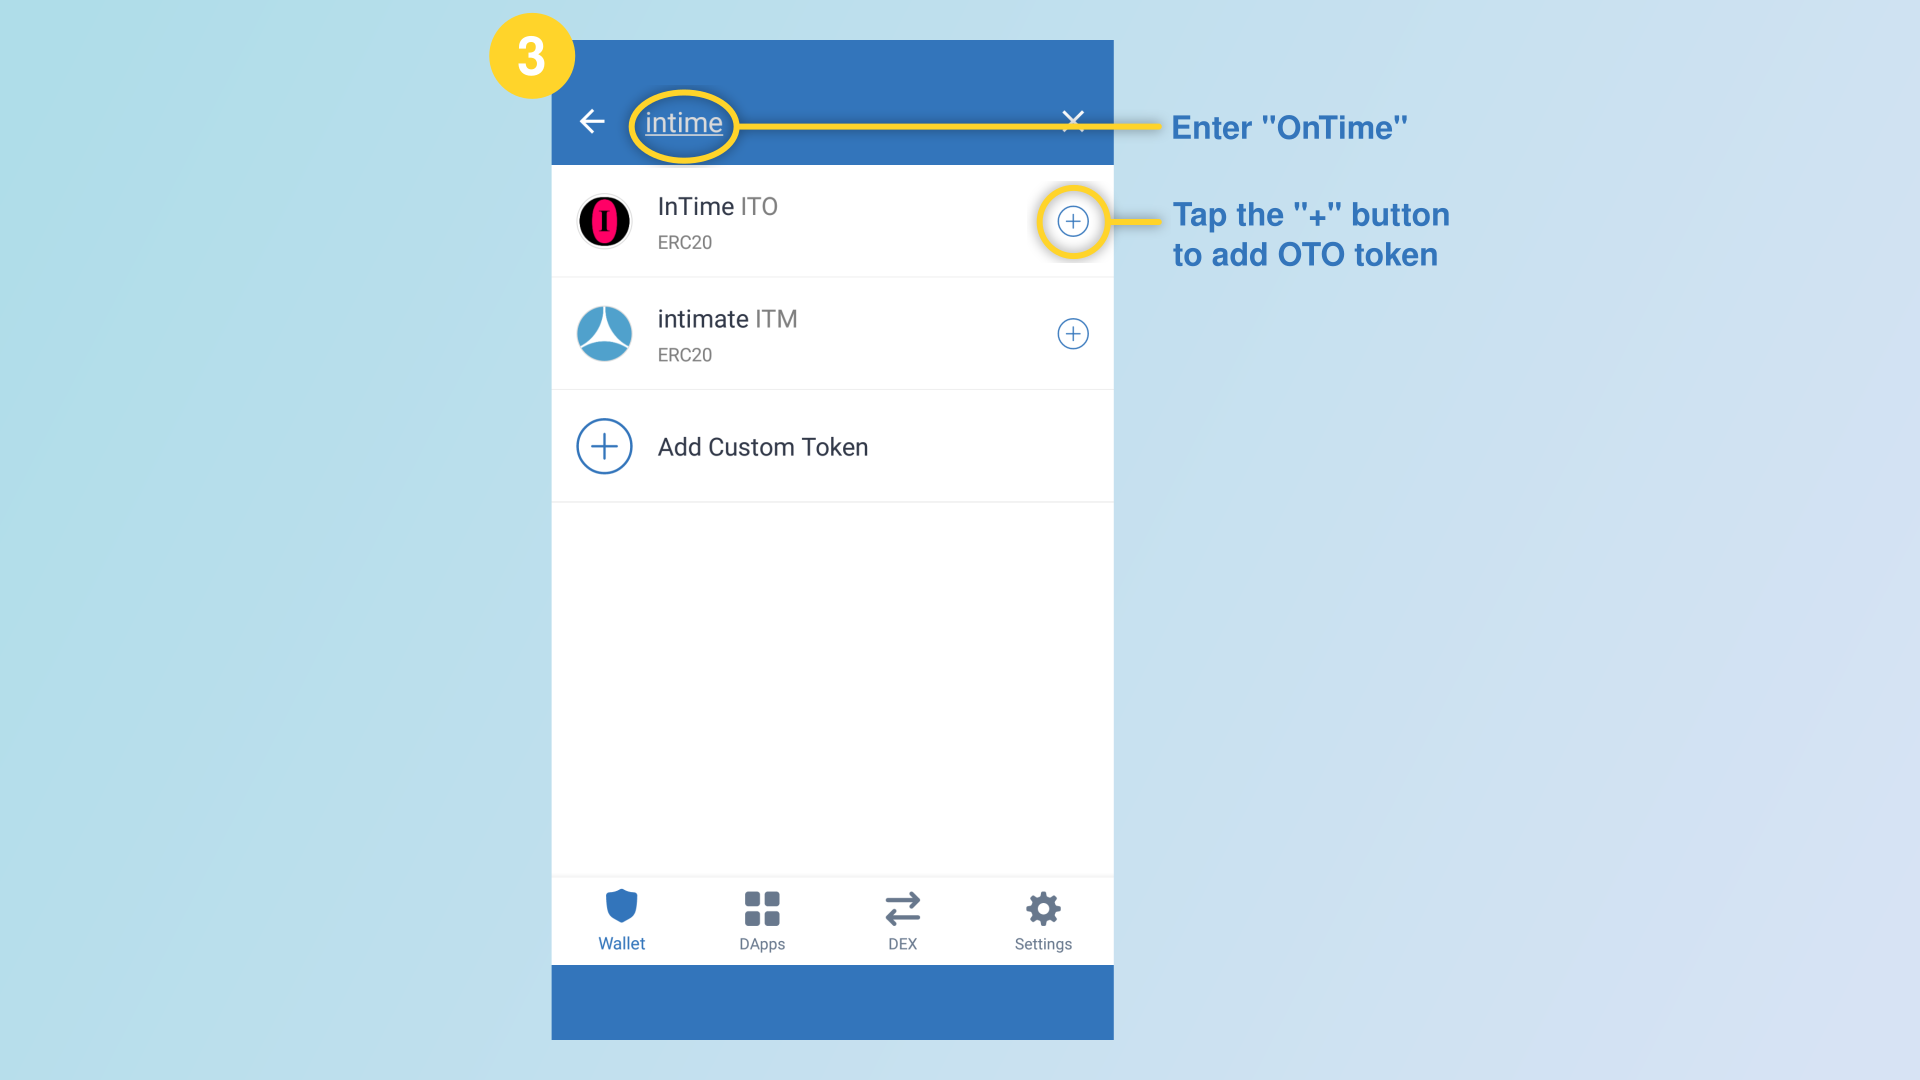 3
intime
Enter "OnTime"
InTime ITO
ERC20
Tap the "+" button
to add OTO token
intimate ITM
ERC20
Add Custom Token
Wallet
DApps
DEX
Settings